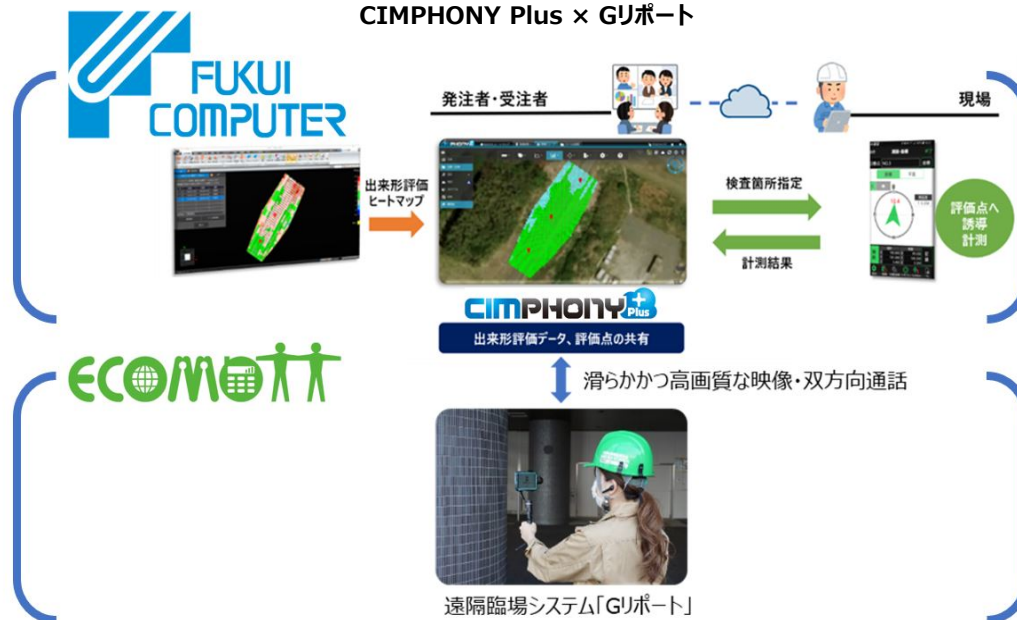 CIMPHONY Plus × Gリポート
FUKUI
COMPUTER
発注者・受注者
現場
出来形評価
ヒートマップ
検査箇所指定
計測結果
評価点へ
誘導
計測
CIMPHONY Plus
出来形評価データ、評価点の共有
ECOMOTT
滑らかかつ高画質な映像・双方向通話
遠隔臨場システム「Gリポート」